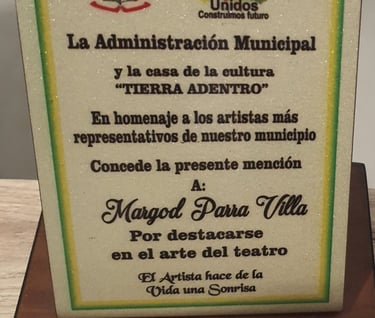 Unidos
Construimos futuro
La Administración Municipal
y la casa de la cultura
"TIERRA ADENTRO"
En homenaje a los artistas más
representativos de nuestro municipio
Concede la presente mención
A:
Margod Parra Villa
Por destacarse
en el arte del teatro
El Artista hace de la
Vida una Sonrisa